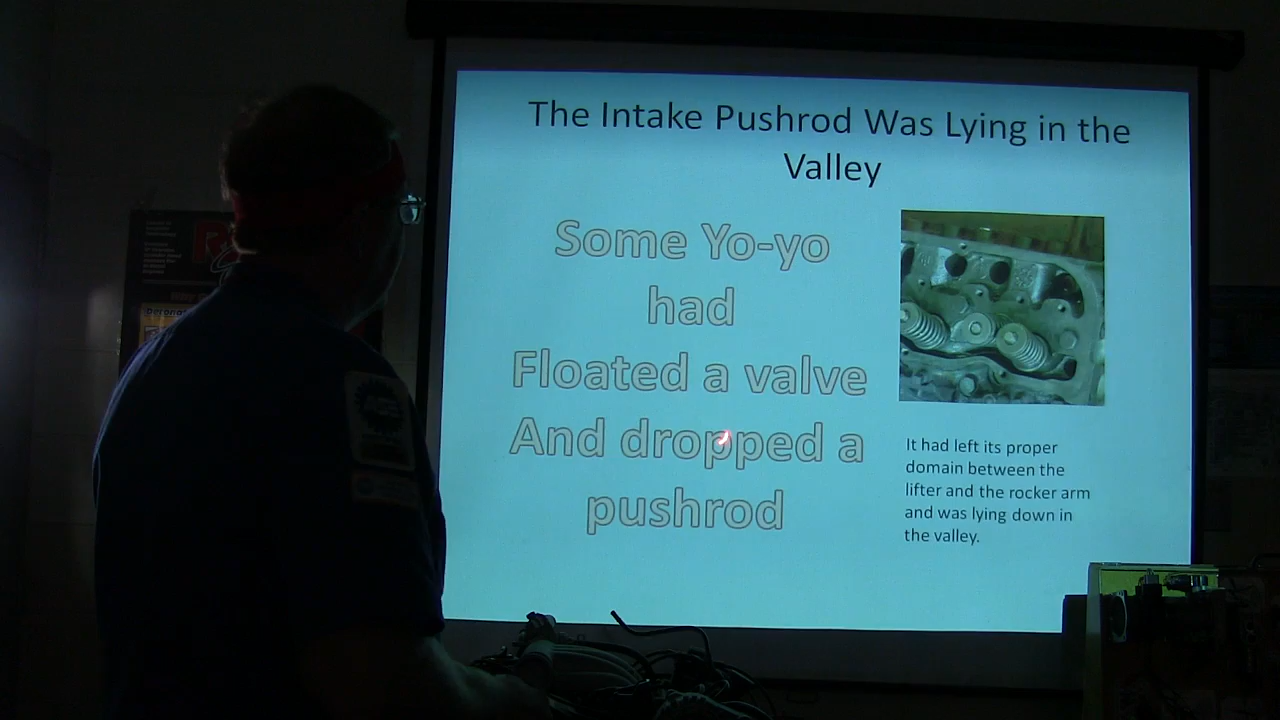 The Intake Pushrod Was Lying in the
Valley
Some Yo-yo
had
Floated a valve
And dropped a
pushrod
It had left its proper
domain between the
lifter and the rocker arm
and was lying down in
the valley.